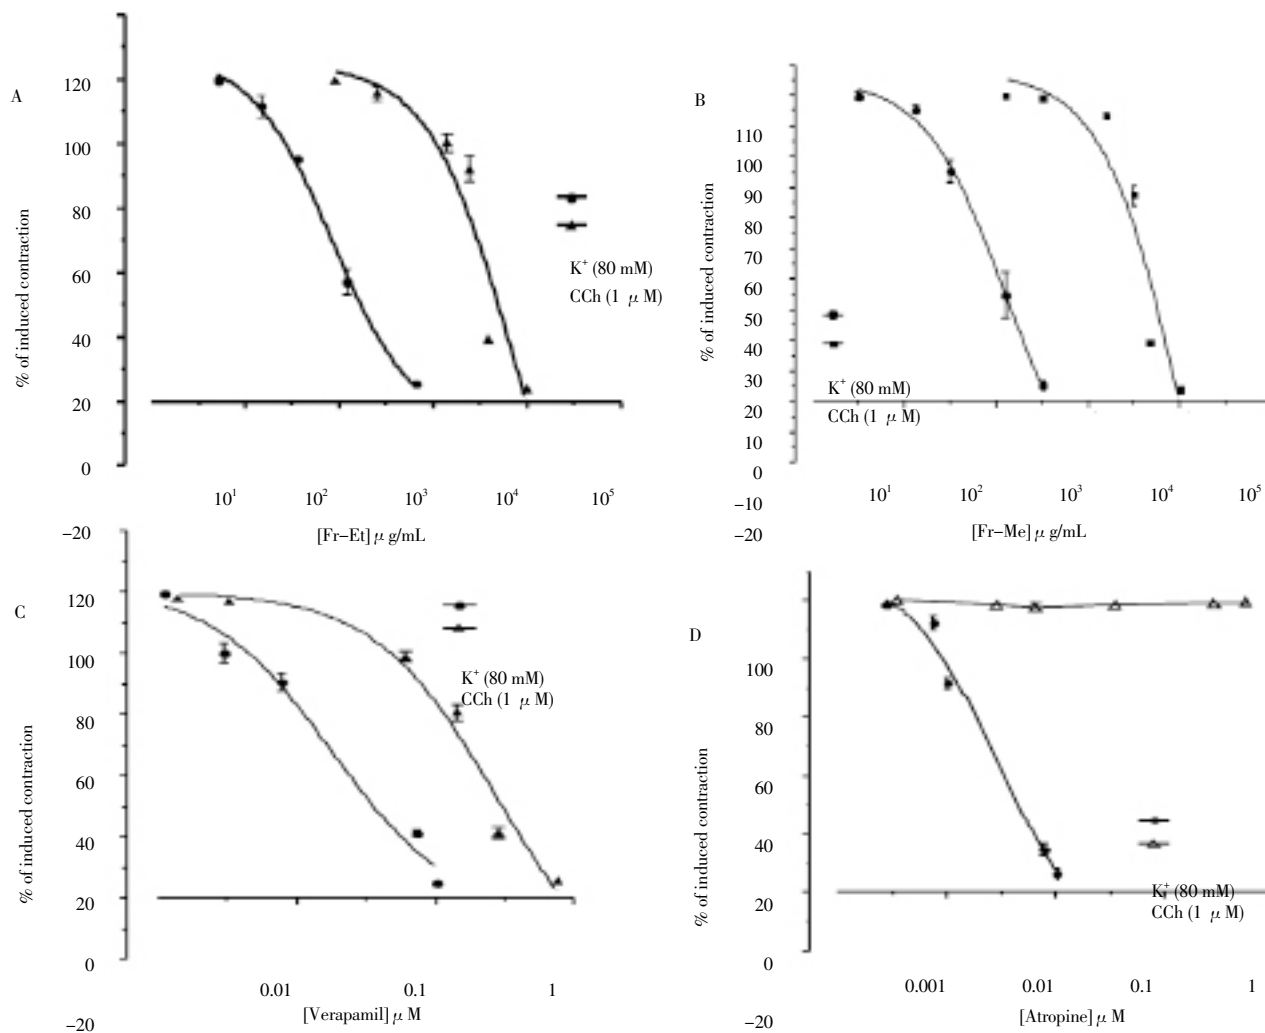 A
% of induced contraction
120
100
80
60
40
20
0
−20
K⁺ (80 mM)
CCh (1 μ M)
10¹ 10² 10³ 10⁴ 10⁵
[Fr−Et] μ g/mL
B
% of induced contraction
110
100
90
80
70
60
50
40
30
20
10
0
−10
−20
K⁺ (80 mM)
CCh (1 μ M)
10¹ 10² 10³ 10⁴ 10⁵
[Fr−Me] μ g/mL
C
% of induced contraction
120
100
80
60
40
20
0
−20
K⁺ (80 mM)
CCh (1 μ M)
0.01 0.1 1
[Verapamil] μ M
D
% of induced contraction
100
80
60
40
20
0
−20
K⁺ (80 mM)
CCh (1 μ M)
0.001 0.01 0.1 1
[Atropine] μ M